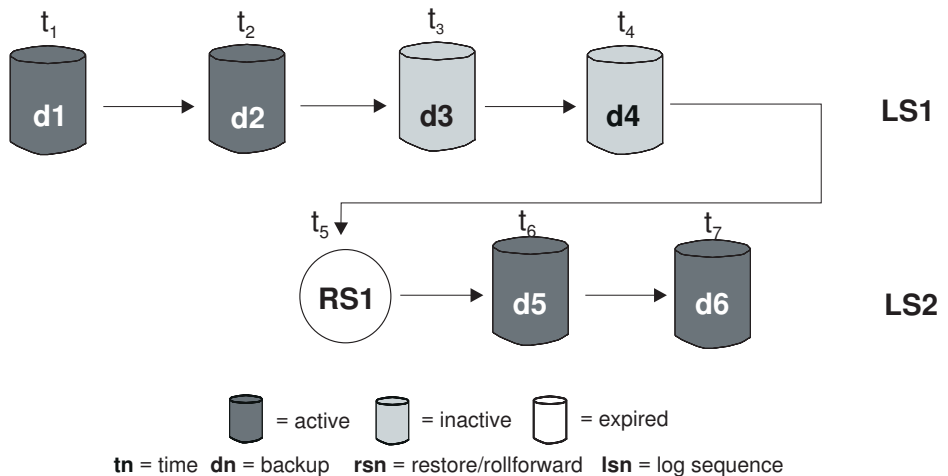 t1 t2 t3 t4
d1 d2 d3 d4 LS1
t5 t6 t7
RS1 d5 d6 LS2
= active = inactive = expired
tn = time dn = backup rsn = restore/rollforward lsn = log sequence